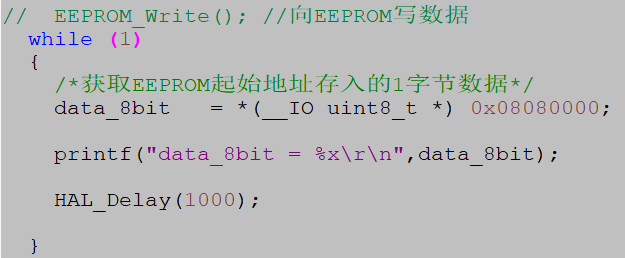 //  EEPROM_Write(); //向EEPROM写数据
while (1)
{
/*获取EEPROM起始地址存入的1字节数据*/
data_8bit   = *(__IO uint8_t *) 0x08080000;
printf("data_8bit = %x\r\n",data_8bit);
HAL_Delay(1000);
}